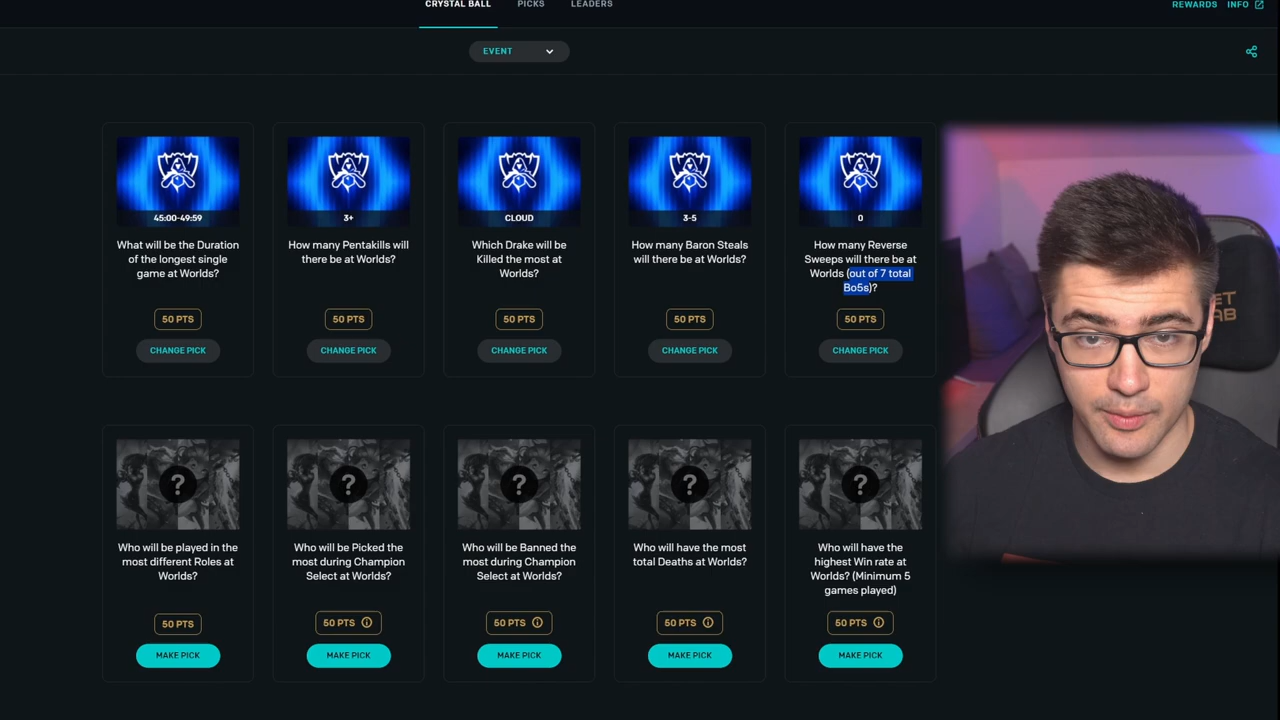 CRYSTAL BALL
PICKS
LEADERS
REWARDS
INFO
EVENT
45:00-49:59
What will be the Duration
of the longest single
game at Worlds?
50 PTS
CHANGE PICK
3+
How many Pentakills will
there be at Worlds?
50 PTS
CHANGE PICK
CLOUD
Which Drake will be
Killed the most at
Worlds?
50 PTS
CHANGE PICK
3-5
How many Baron Steals
will there be at Worlds?
50 PTS
CHANGE PICK
0
How many Reverse
Sweeps will there be at
Worlds (out of 7 total
Bo5s)?
50 PTS
CHANGE PICK
?
Who will be played in the
most different Roles at
Worlds?
50 PTS
MAKE PICK
?
Who will be Picked the
most during Champion
Select at Worlds?
50 PTS
MAKE PICK
?
Who will be Banned the
most during Champion
Select at Worlds?
50 PTS
MAKE PICK
?
Who will have the most
total Deaths at Worlds?
50 PTS
MAKE PICK
?
Who will have the
highest Win rate at
Worlds? (Minimum 5
games played)
50 PTS
MAKE PICK